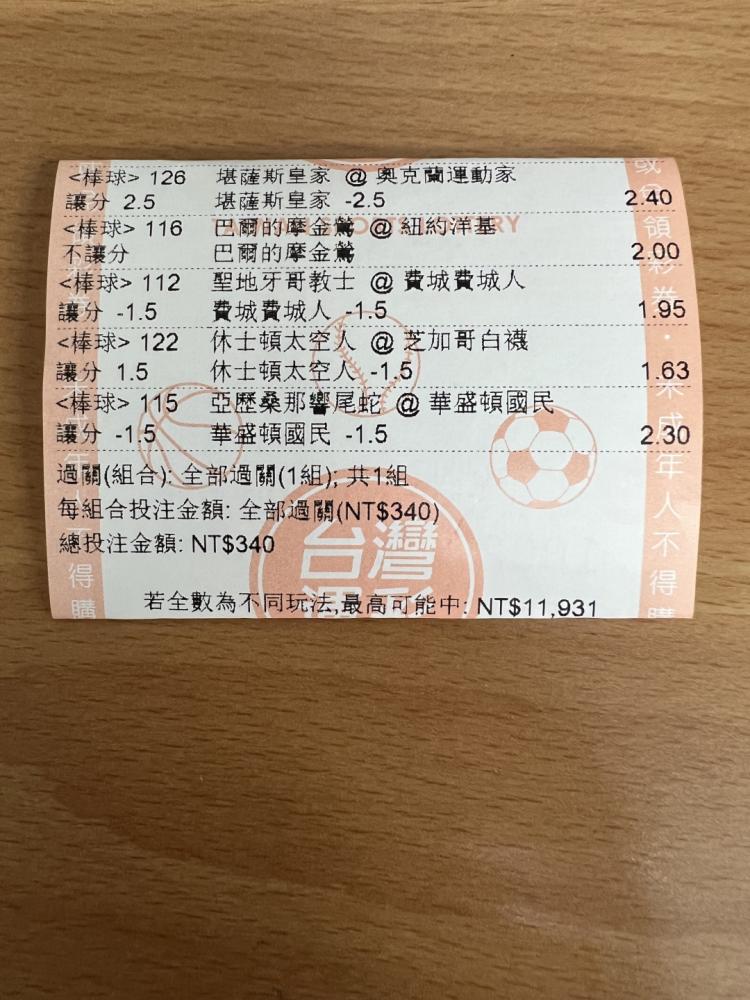 <棒球> 126 堪薩斯皇家 @ 奧克蘭運動家
讓分 2.5 堪薩斯皇家 -2.5 2.40
<棒球> 116 巴爾的摩金鶯 @ 紐約洋基
不讓分 巴爾的摩金鶯 2.00
<棒球> 112 聖地牙哥教士 @ 費城費城人
讓分 -1.5 費城費城人 -1.5 1.95
<棒球> 122 休士頓太空人 @ 芝加哥白襪
讓分 1.5 休士頓太空人 -1.5 1.63
<棒球> 115 亞歷桑那響尾蛇 @ 華盛頓國民
讓分 -1.5 華盛頓國民 -1.5 2.30
過關(組合): 全部過關(1組), 共1組
每組合投注金額: 全部過關(NT$340)
總投注金額: NT$340
若全數為不同玩法,最高可能中: NT$11,931
台灣
領彩券・未成年人不得購
人不得購